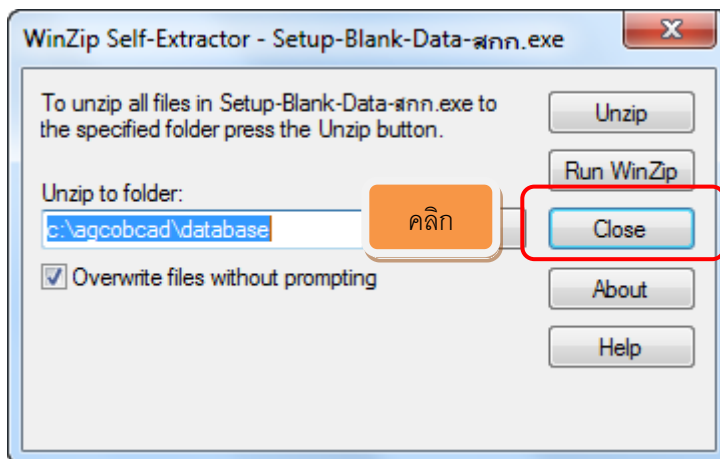 WinZip Self-Extractor - Setup-Blank-Data-สกก.exe
To unzip all files in Setup-Blank-Data-สกก.exe to
the specified folder press the Unzip button.
Unzip
Run WinZip
Unzip to folder:
c:\agcobcad\database
คลิก
Close
Overwrite files without prompting
About
Help